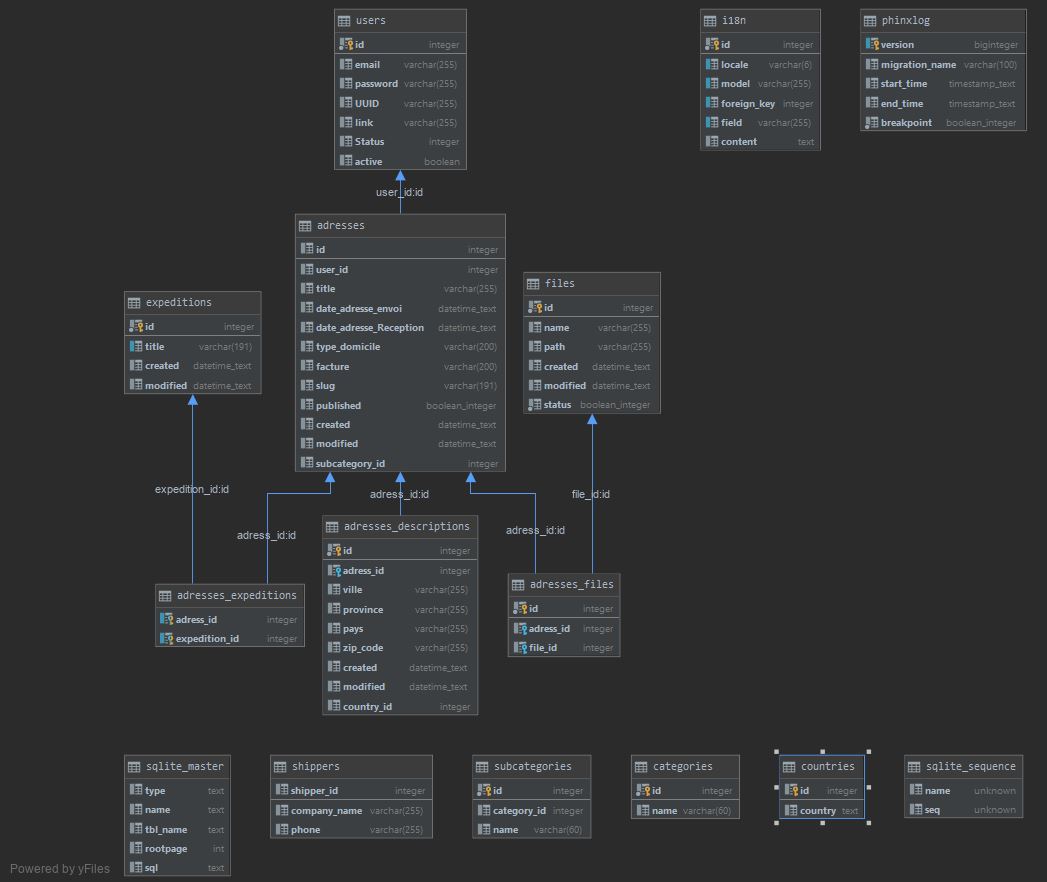 users
id integer
email varchar(255)
password varchar(255)
UUID varchar(255)
link varchar(255)
Status integer
active boolean
i18n
id integer
locale varchar(6)
model varchar(255)
foreign_key integer
field varchar(255)
content text
phinxlog
version biginteger
migration_name varchar(100)
start_time timestamp_text
end_time timestamp_text
breakpoint boolean_integer
user_id:id
adresses
id integer
user_id integer
title varchar(255)
date_adresse_envoi datetime_text
date_adresse_Reception datetime_text
type_domicile varchar(200)
facture varchar(200)
slug varchar(191)
published boolean_integer
created datetime_text
modified datetime_text
subcategory_id integer
files
id integer
name varchar(255)
path varchar(255)
created datetime_text
modified datetime_text
status boolean_integer
expeditions
id integer
title varchar(191)
created datetime_text
modified datetime_text
expedition_id:id
adress_id:id
file_id:id
adress_id:id
adress_id:id
adresses_descriptions
id integer
adress_id integer
ville varchar(255)
province varchar(255)
pays varchar(255)
zip_code varchar(255)
created datetime_text
modified datetime_text
country_id integer
adresses_files
id integer
adress_id integer
file_id integer
adresses_expeditions
adress_id integer
expedition_id integer
sqlite_master
type text
name text
tbl_name text
rootpage int
sql text
shippers
shipper_id integer
company_name varchar(255)
phone varchar(255)
subcategories
id integer
category_id integer
name varchar(60)
categories
id integer
name varchar(60)
countries
id integer
country text
sqlite_sequence
name unknown
seq unknown
Powered by yFiles